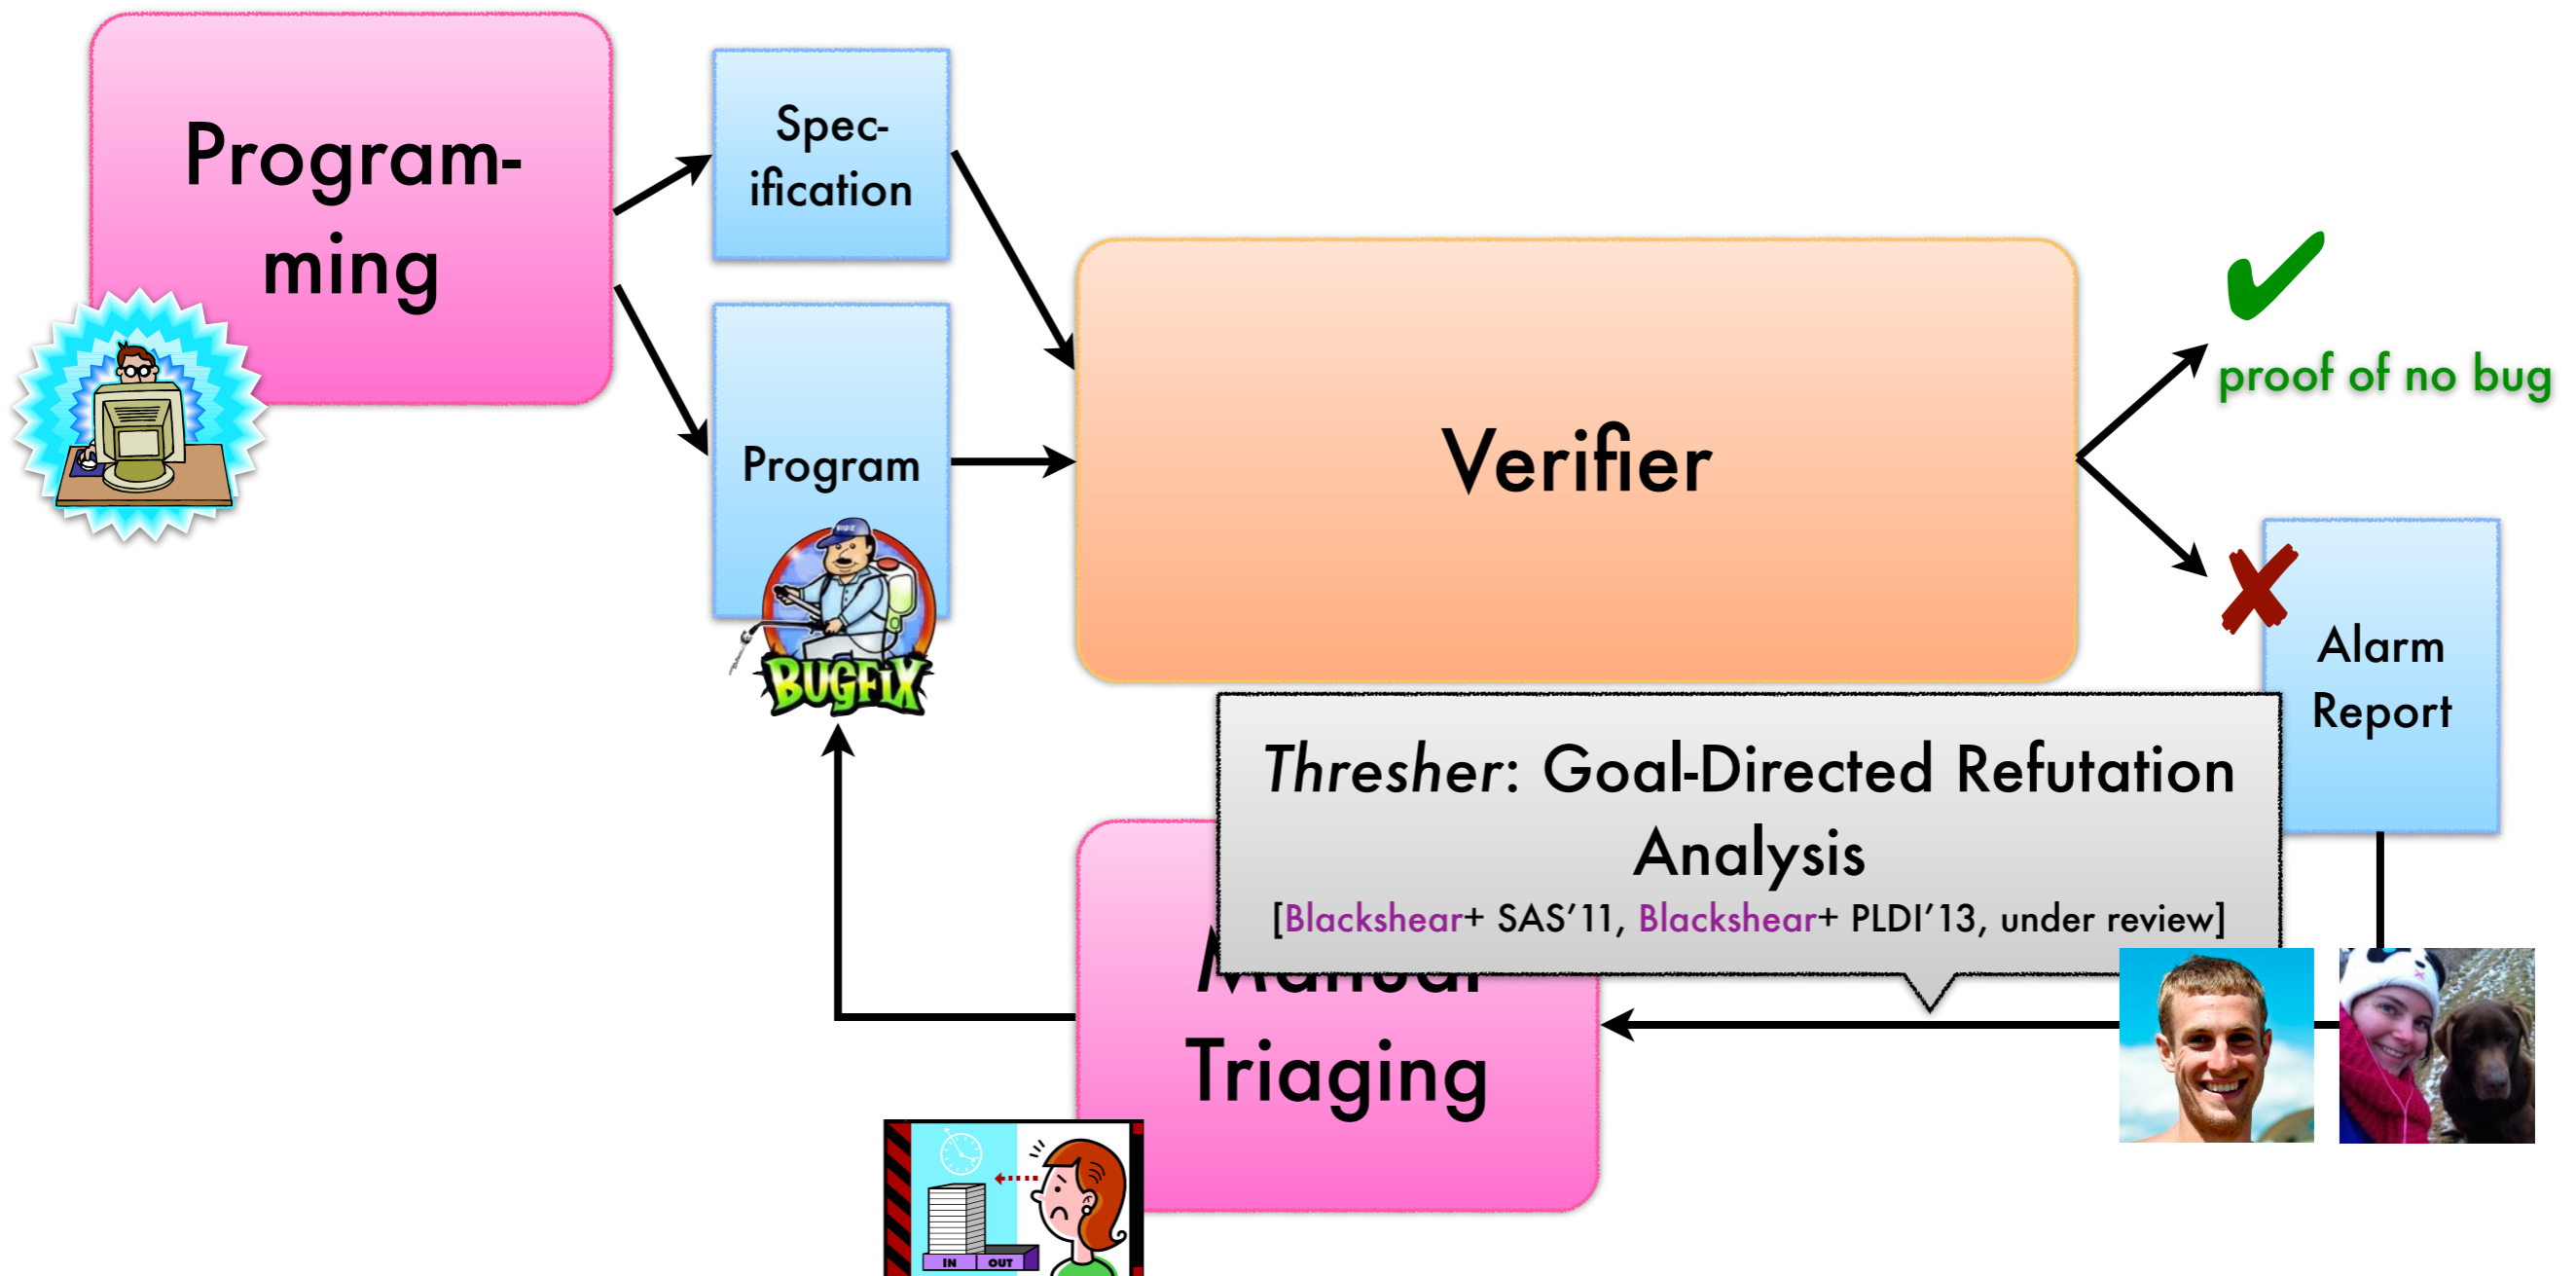 Program-
ming
Spec-
ification
Program
BUGFIX
Verifier
proof of no bug
Alarm
Report
Thresher: Goal-Directed Refutation
Analysis
[Blackshear+ SAS'11, Blackshear+ PLDI'13, under review]
Manual
Triaging
IN OUT